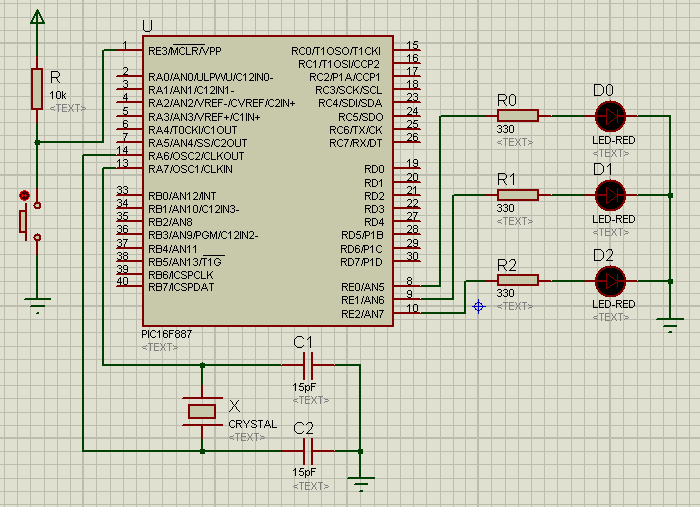 U
1 RE3/MCLR/VPP RC0/T1OSO/T1CKI 15
RC1/T1OSI/CCP2 16
2 RA0/AN0/ULPWU/C12IN0- RC2/P1A/CCP1 17
3 RA1/AN1/C12IN1- RC3/SCK/SCL 18
4 RA2/AN2/VREF-/CVREF/C2IN+ RC4/SDI/SDA 23
5 RA3/AN3/VREF+/C1IN+ RC5/SDO 24
6 RA4/T0CKI/C1OUT RC6/TX/CK 25
7 RA5/AN4/SS/C2OUT RC7/RX/DT 26
14 RA6/OSC2/CLKOUT
13 RA7/OSC1/CLKIN RD0 19
RD1 20
33 RB0/AN12/INT RD2 21
34 RB1/AN10/C12IN3- RD3 22
35 RB2/AN8 RD4 27
36 RB3/AN9/PGM/C12IN2- RD5/P1B 28
37 RB4/AN11 RD6/P1C 29
38 RB5/AN13/T1G RD7/P1D 30
39 RB6/ICSPCLK
40 RB7/ICSPDAT RE0/AN5 8
RE1/AN6 9
RE2/AN7 10
PIC16F887
<TEXT>
R
10k
<TEXT>
R0
330
<TEXT>
D0
LED-RED
<TEXT>
R1
330
<TEXT>
D1
LED-RED
<TEXT>
R2
330
<TEXT>
D2
LED-RED
<TEXT>
C1
15pF
<TEXT>
X
CRYSTAL
<TEXT>
C2
15pF
<TEXT>